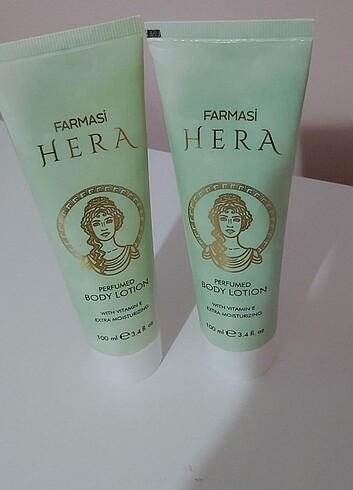 FARMASİ
HERA
PERFUMED
BODY LOTION
WITH VITAMIN E
EXTRA MOISTURIZING
100 ml ℮ 3.4 fl. oz
FARMASİ
HERA
PERFUMED
BODY LOTION
WITH VITAMIN E
EXTRA MOISTURIZING
100 ml ℮ 3.4 fl. oz